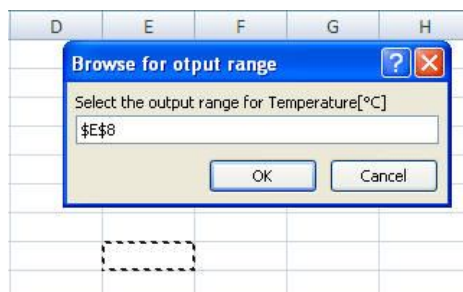 D E F G H
Browse for otput range
Select the output range for Temperature[°C]
$E$8
OK Cancel